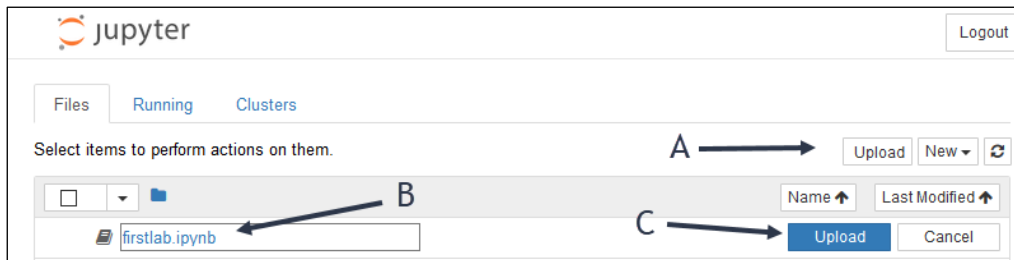 jupyter Logout
Files Running Clusters
Select items to perform actions on them. A Upload New
B Name Last Modified
firstlab.ipynb C Upload Cancel